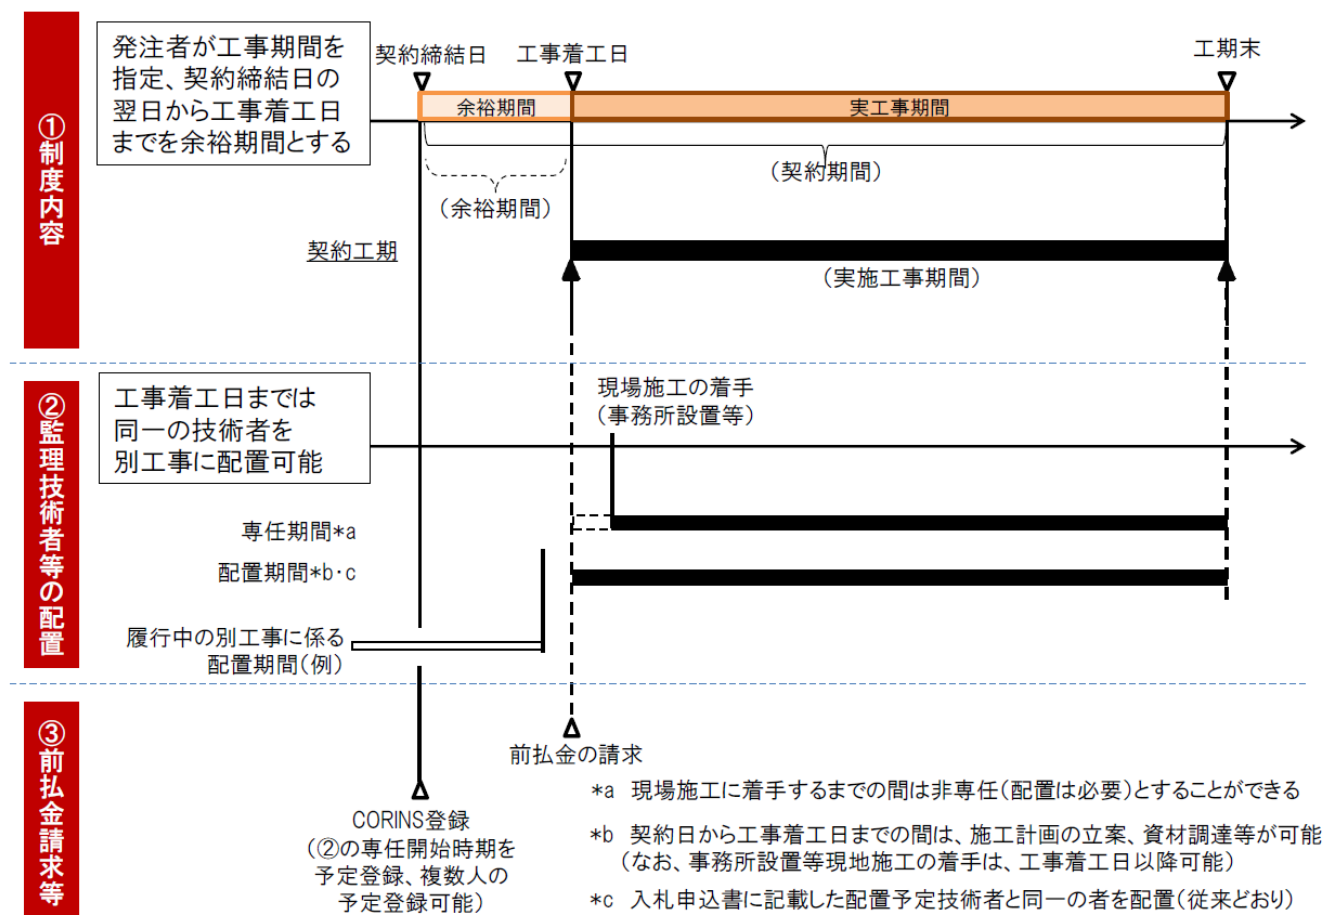 ①制度内容
発注者が工事期間を
指定、契約締結日の
翌日から工事着工日
までを余裕期間とする
契約締結日
工事着工日
工期末
余裕期間
実工事期間
（契約期間）
（余裕期間）
契約工期
（実施工事期間）
②監理技術者等の配置
工事着工日までは
同一の技術者を
別工事に配置可能
現場施工の着手
（事務所設置等）
専任期間*a
配置期間*b・c
履行中の別工事に係る
配置期間（例）
③前払金請求等
前払金の請求
CORINS登録
（②の専任開始時期を
予定登録、複数人の
予定登録可能）
*a 現場施工に着手するまでの間は非専任（配置は必要）とすることができる
*b 契約日から工事着工日までの間は、施工計画の立案、資材調達等が可能
（なお、事務所設置等現地施工の着手は、工事着工日以降可能）
*c 入札申込書に記載した配置予定技術者と同一の者を配置（従来どおり）